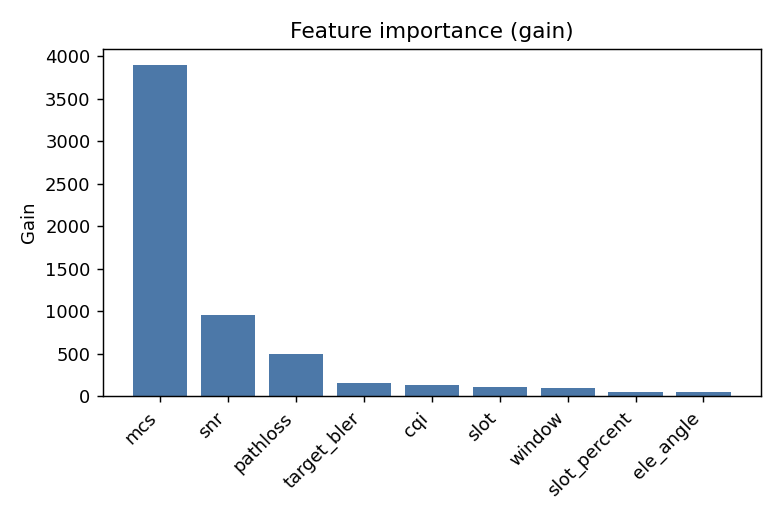 Feature importance (gain)
4000
3500
3000
2500
2000
1500
1000
500
0
Gain
mcs
snr
pathloss
target_bler
cqi
slot
window
slot_percent
ele_angle